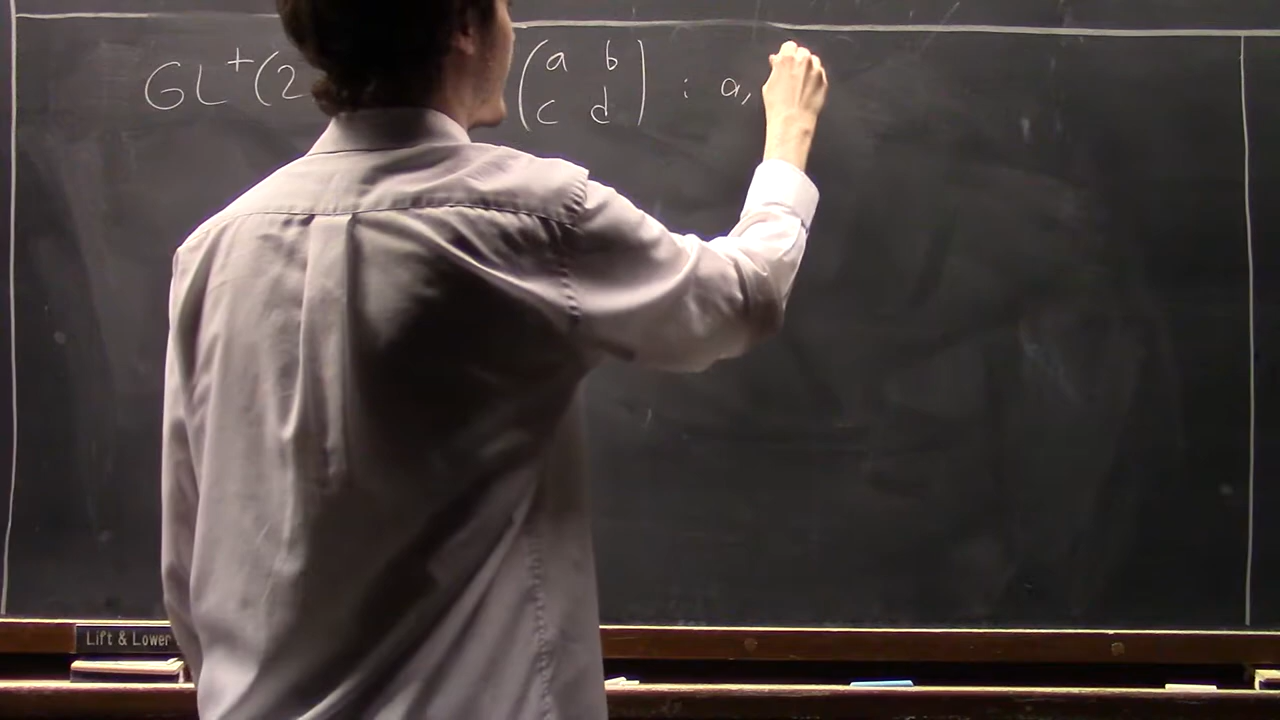 GL⁺(2 (a b
c d) : a,
Lift & Lower